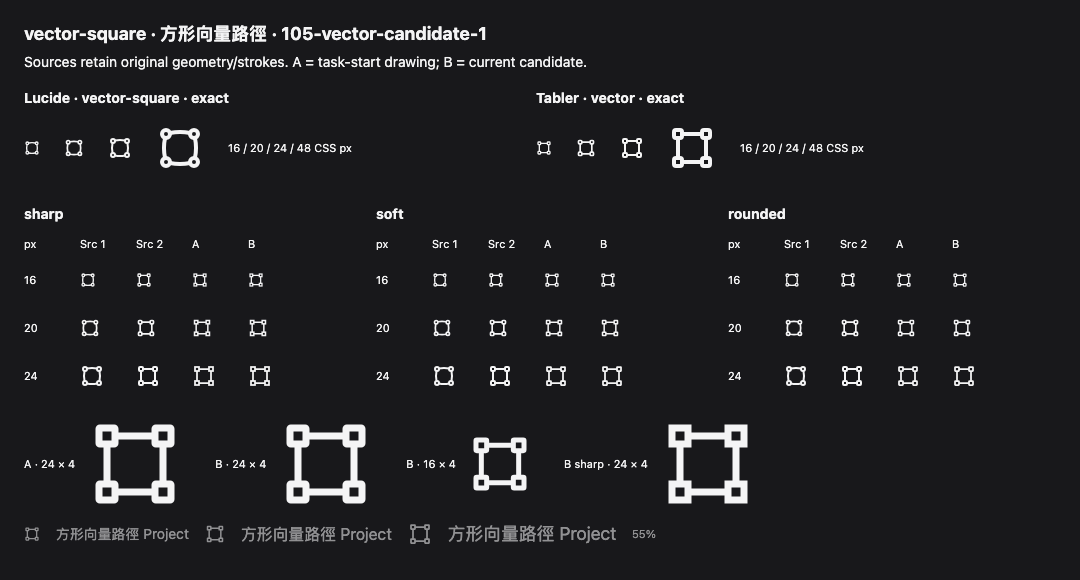 vector-square · 方形向量路徑 · 105-vector-candidate-1
Sources retain original geometry/strokes. A = task-start drawing; B = current candidate.
Lucide · vector-square · exact
Tabler · vector · exact
16 / 20 / 24 / 48 CSS px
16 / 20 / 24 / 48 CSS px
sharp
soft
rounded
px Src 1 Src 2 A B
px Src 1 Src 2 A B
px Src 1 Src 2 A B
16
16
16
20
20
20
24
24
24
A · 24 × 4
B · 24 × 4
B · 16 × 4
B sharp · 24 × 4
方形向量路徑 Project
方形向量路徑 Project
方形向量路徑 Project
55%